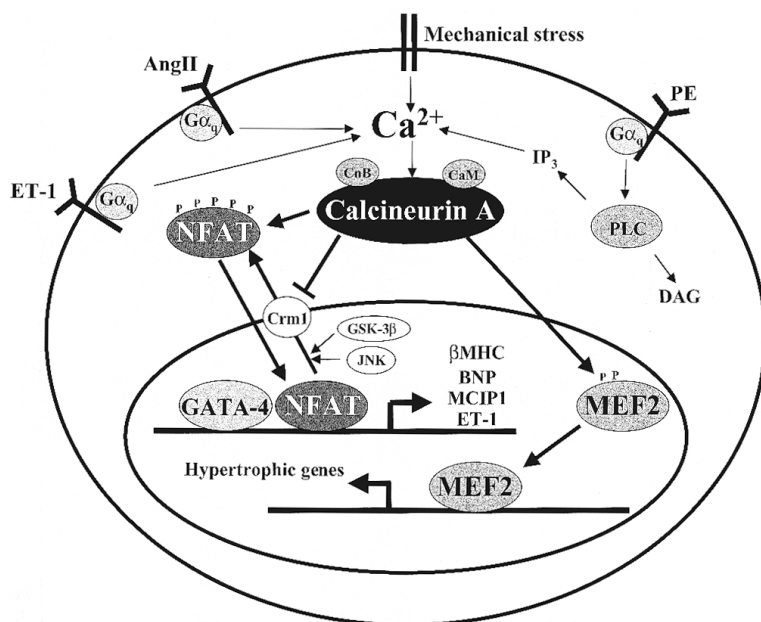 Mechanical stress
AngII
PE
Gαq
Ca2+
Gαq
IP3
ET-1
Gαq
CnB
CaM
P P P P P
Calcineurin A
NFAT
PLC
DAG
Crm1
GSK-3β
JNK
βMHC
BNP
MCIP1
ET-1
P P
GATA-4
NFAT
MEF2
Hypertrophic genes
MEF2